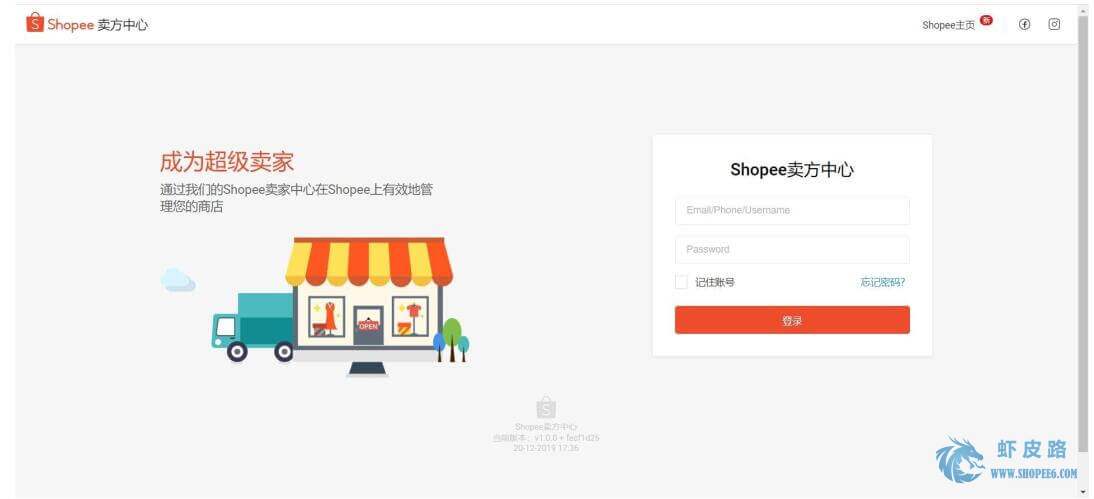 Shopee 卖方中心
Shopee主页 新
成为超级卖家
通过我们的Shopee卖家中心在Shopee上有效地管
理您的商店
OPEN
Shopee卖方中心
Email/Phone/Username
Password
记住账号 忘记密码?
登录
Shopee卖方中心
当前版本: v1.0.0 + fecf1d25
20-12-2019 17:36
虾皮路
WWW.SHOPEE6.COM